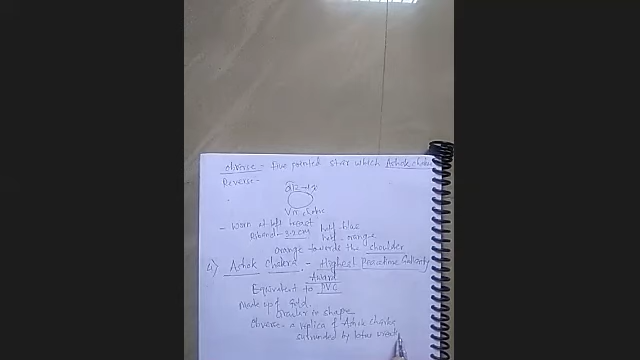 obverse - five pointed star which Ashok chakra
Reverse -
Vir chakra
- worn at left breast
Riband - 3.2 cm half-blue
half-orange
orange towards the shoulder
4) Ashok Chakra - Highest Peacetime Gallantry
Award
Equivalent to PVC
made up of Gold.
circular in shape
obverse - a replica of Ashok Chakra
surrounded by lotus wreath